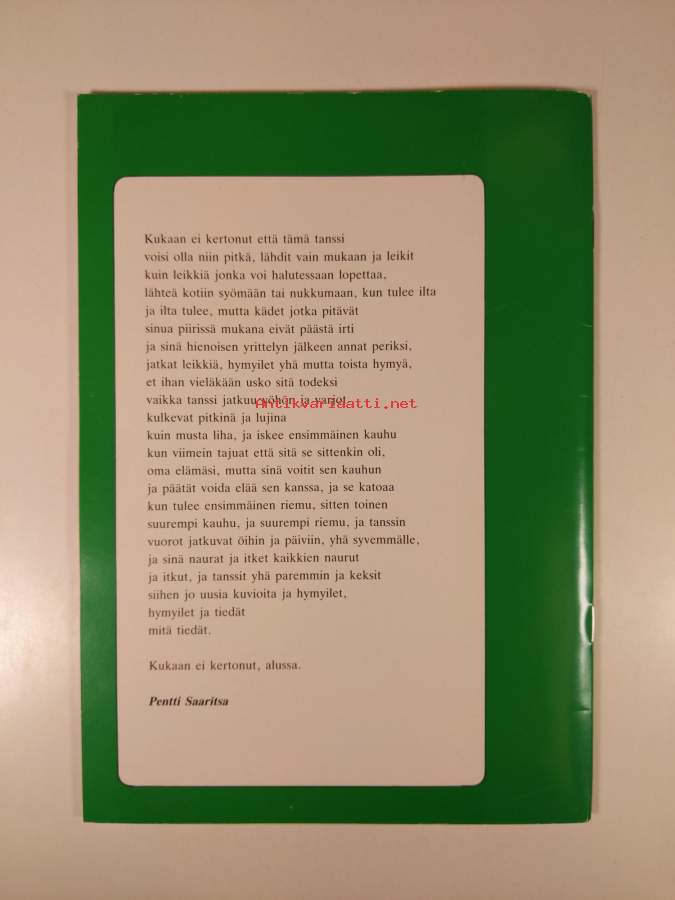 Kukaan ei kertonut että tämä tanssi
voisi olla niin pitkä, lähdit vain mukaan ja leikit
kuin leikkiä jonka voi halutessaan lopettaa,
lähteä kotiin syömään tai nukkumaan, kun tulee ilta
ja ilta tulee, mutta kädet jotka pitävät
sinua piirissä mukana eivät päästä irti
ja sinä hienoisen yrittelyn jälkeen annat periksi,
jatkat leikkiä, hymyilet yhä mutta toista hymyä,
et ihan vieläkään usko sitä todeksi
vaikka tanssi jatkuu yöhön ja varjot
Antikvariaatti.net
kulkevat pitkinä ja lujina
kuin musta liha, ja iskee ensimmäinen kauhu
kun viimein tajuat että sitä se sittenkin oli,
oma elämäsi, mutta sinä voitit sen kauhun
ja päätät voida elää sen kanssa, ja se katoaa
kun tulee ensimmäinen riemu, sitten toinen
suurempi kauhu, ja suurempi riemu, ja tanssin
vuorot jatkuvat öihin ja päiviin, yhä syvemmälle,
ja sinä naurat ja itket kaikkien naurut
ja itkut, ja tanssit yhä paremmin ja keksit
siihen jo uusia kuvioita ja hymyilet,
hymyilet ja tiedät
mitä tiedät.
Kukaan ei kertonut, alussa.
Pentti Saaritsa